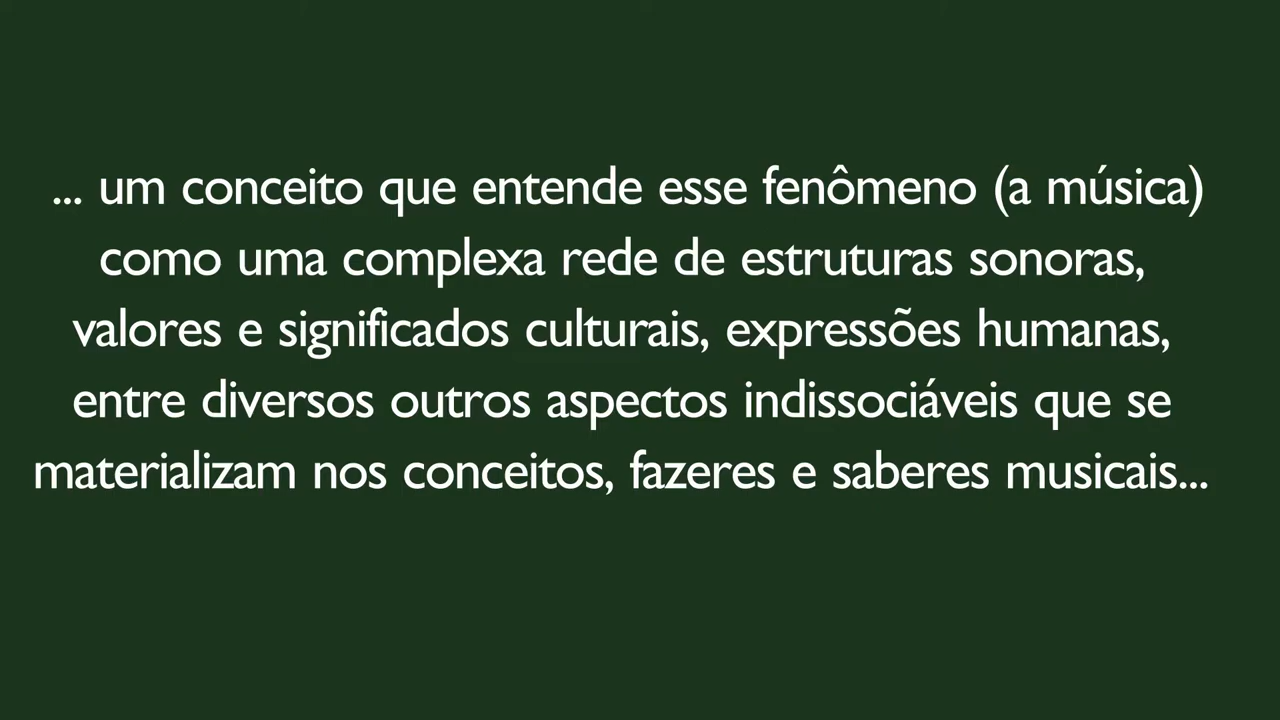 ... um conceito que entende esse fenômeno (a música)
como uma complexa rede de estruturas sonoras,
valores e significados culturais, expressões humanas,
entre diversos outros aspectos indissociáveis que se
materializam nos conceitos, fazeres e saberes musicais...